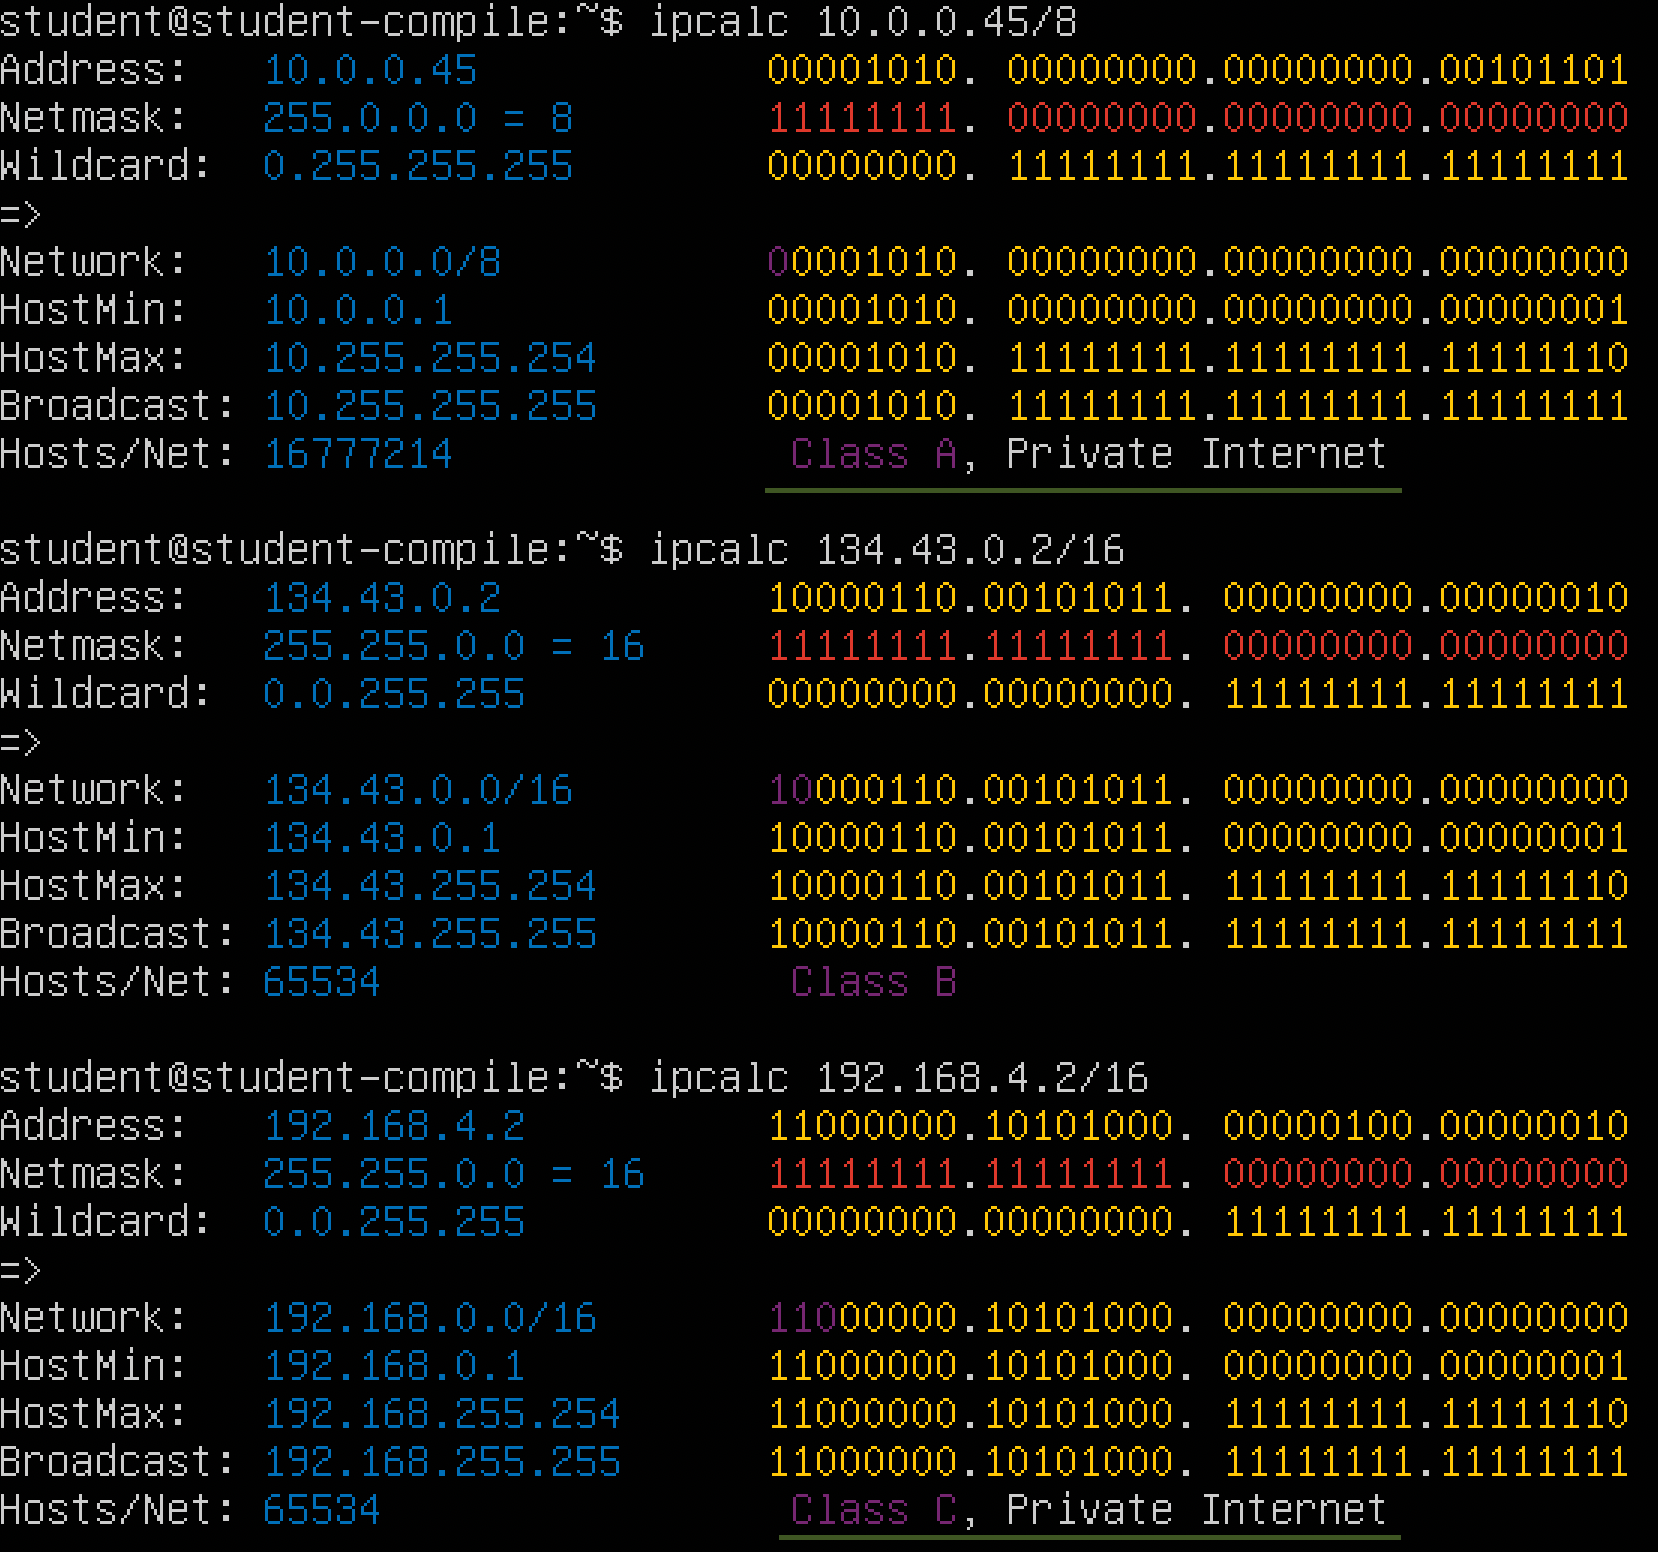 student@student-compile:~$ ipcalc 10.0.0.45/8
Address:   10.0.0.45            00001010. 00000000.00000000.00101101
Netmask:   255.0.0.0 = 8        11111111. 00000000.00000000.00000000
Wildcard:  0.255.255.255        00000000. 11111111.11111111.11111111
=>
Network:   10.0.0.0/8           00001010. 00000000.00000000.00000000
HostMin:   10.0.0.1             00001010. 00000000.00000000.00000001
HostMax:   10.255.255.254       00001010. 11111111.11111111.11111110
Broadcast: 10.255.255.255       00001010. 11111111.11111111.11111111
Hosts/Net: 16777214              Class A, Private Internet
student@student-compile:~$ ipcalc 134.43.0.2/16
Address:   134.43.0.2           10000110.00101011. 00000000.00000010
Netmask:   255.255.0.0 = 16     11111111.11111111. 00000000.00000000
Wildcard:  0.0.255.255          00000000.00000000. 11111111.11111111
=>
Network:   134.43.0.0/16        10000110.00101011. 00000000.00000000
HostMin:   134.43.0.1           10000110.00101011. 00000000.00000001
HostMax:   134.43.255.254       10000110.00101011. 11111111.11111110
Broadcast: 134.43.255.255       10000110.00101011. 11111111.11111111
Hosts/Net: 65534                 Class B
student@student-compile:~$ ipcalc 192.168.4.2/16
Address:   192.168.4.2          11000000.10101000. 00000100.00000010
Netmask:   255.255.0.0 = 16     11111111.11111111. 00000000.00000000
Wildcard:  0.0.255.255          00000000.00000000. 11111111.11111111
=>
Network:   192.168.0.0/16       11000000.10101000. 00000000.00000000
HostMin:   192.168.0.1          11000000.10101000. 00000000.00000001
HostMax:   192.168.255.254      11000000.10101000. 11111111.11111110
Broadcast: 192.168.255.255      11000000.10101000. 11111111.11111111
Hosts/Net: 65534                 Class C, Private Internet